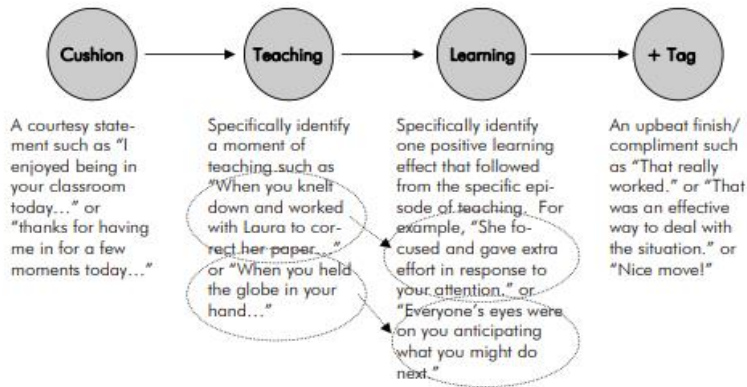 Cushion
Teaching
Learning
+ Tag
A courtesy state-
ment such as "I
enjoyed being in
your classroom
today..." or
"thanks for having
me in for a few
moments today..."
Specifically identify
a moment of
teaching such as
"When you knelt
down and worked
with Laura to cor-
rect her paper..."
or "When you held
the globe in your
hand..."
Specifically identify
one positive learning
effect that followed
from the specific epi-
sode of teaching. For
example, "She fo-
cused and gave extra
effort in response to
your attention." or
"Everyone's eyes were
on you anticipating
what you might do
next."
An upbeat finish/
compliment such
as "That really
worked." or "That
was an effective
way to deal with
the situation." or
"Nice move!"